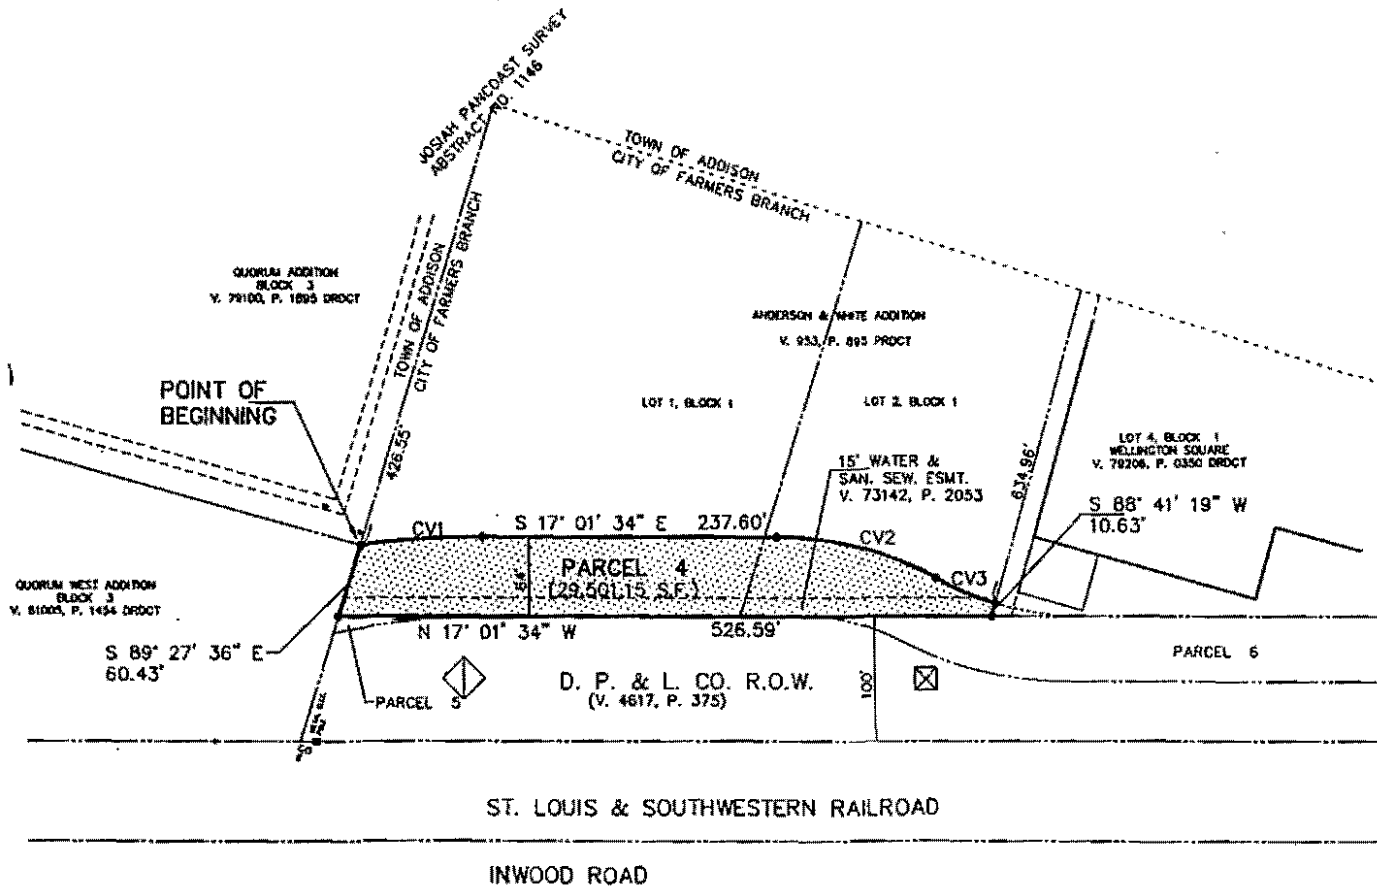 JOSIAH PANCOAST SURVEY
ABSTRACT NO. 1146
TOWN OF ADDISON
CITY OF FARMERS BRANCH
QUORUM ADDITION
BLOCK 3
V. 79100, P. 1895 DRDCT
TOWN OF ADDISON
CITY OF FARMERS BRANCH
ANDERSON & WHITE ADDITION
V. 953, P. 895 PRDCT
POINT OF
BEGINNING
426.55'
LOT 1, BLOCK 1
LOT 2, BLOCK 1
LOT 4, BLOCK 1
WELLINGTON SQUARE
V. 79206, P. 0350 DRDCT
15' WATER &
SAN. SEW. ESMT.
V. 73142, P. 2053
634.96'
S 88° 41' 19" W
10.63'
CV1
S 17° 01' 34" E 237.60'
CV2
CV3
PARCEL 4
(29,501.15 S.F.)
64'
QUORUM WEST ADDITION
BLOCK 3
V. 81005, P. 1454 DRDCT
N 17° 01' 34" W 526.59'
S 89° 27' 36" E
60.43'
PARCEL 6
PARCEL 5
D. P. & L. CO. R.O.W.
(V. 4617, P. 375)
100'
ST. LOUIS & SOUTHWESTERN RAILROAD
INWOOD ROAD